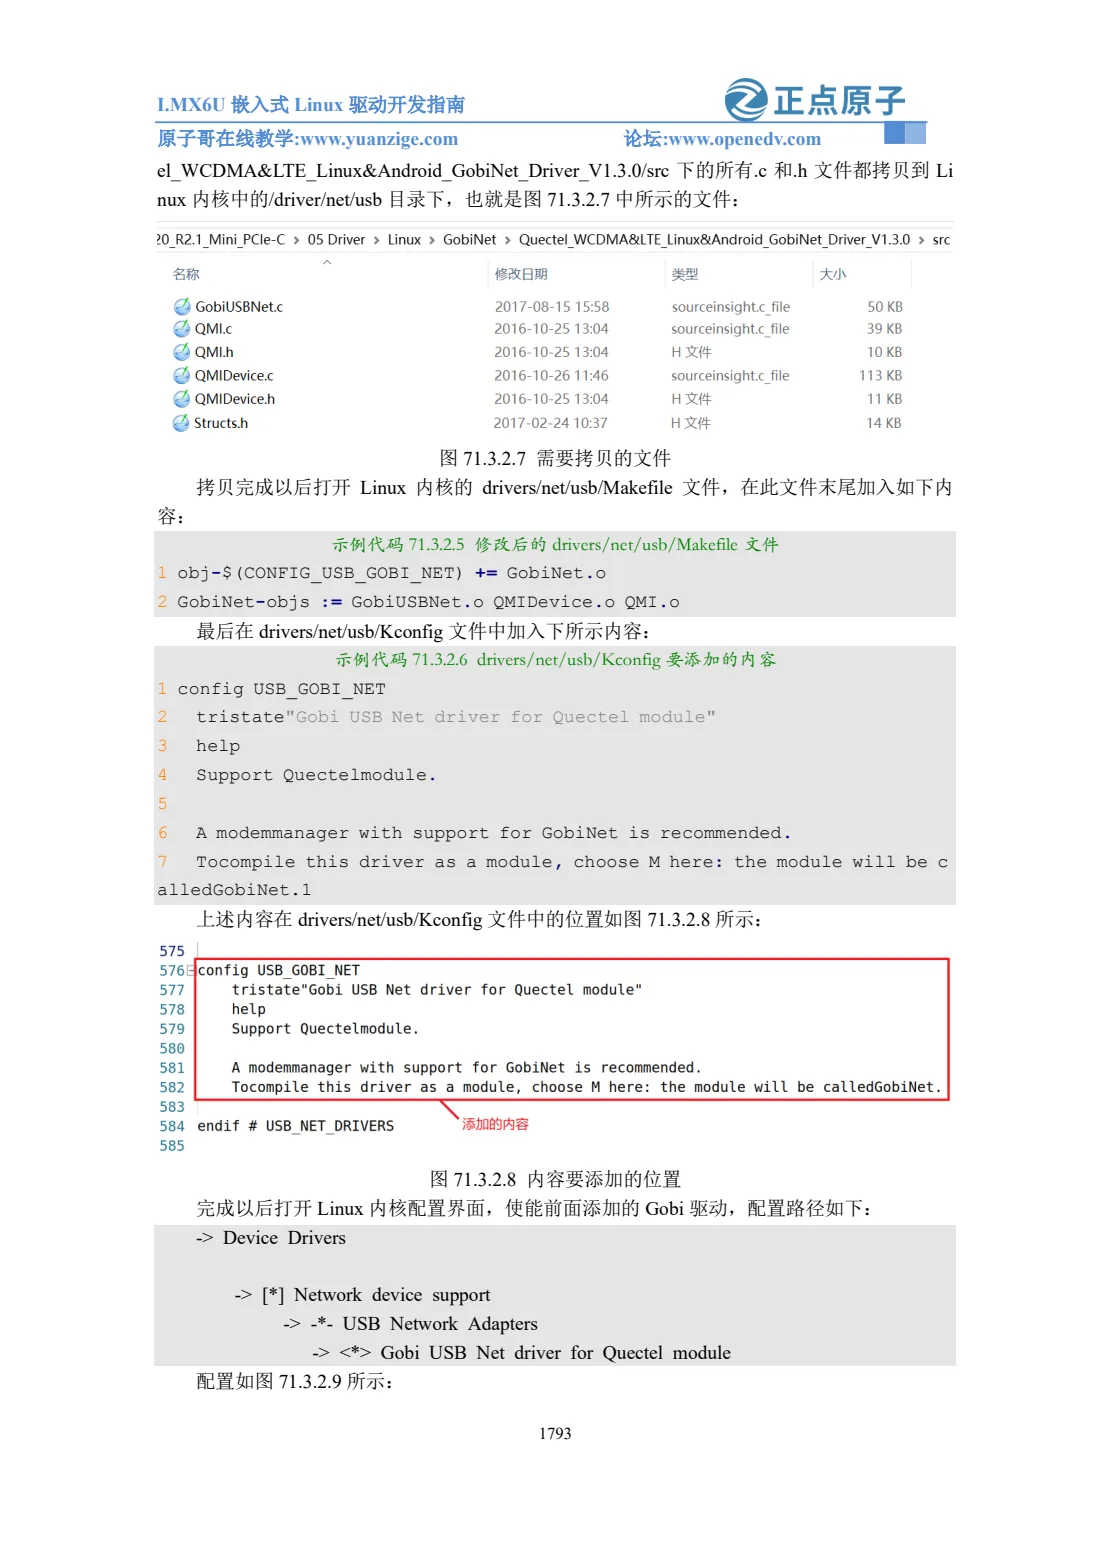 I.MX6U 嵌入式 Linux 驱动开发指南
正点原子
原子哥在线教学:www.yuanzige.com 论坛:www.openedv.com
el_WCDMA&LTE_Linux&Android_GobiNet_Driver_V1.3.0/src 下的所有.c 和.h 文件都拷贝到 Li
nux 内核中的/driver/net/usb 目录下，也就是图 71.3.2.7 中所示的文件：
20_R2.1_Mini_PCIe-C > 05 Driver > Linux > GobiNet > Quectel_WCDMA&LTE_Linux&Android_GobiNet_Driver_V1.3.0 > src
名称 修改日期 类型 大小
GobiUSBNet.c 2017-08-15 15:58 sourceinsight.c_file 50 KB
QMI.c 2016-10-25 13:04 sourceinsight.c_file 39 KB
QMI.h 2016-10-25 13:04 H 文件 10 KB
QMIDevice.c 2016-10-26 11:46 sourceinsight.c_file 113 KB
QMIDevice.h 2016-10-25 13:04 H 文件 11 KB
Structs.h 2017-02-24 10:37 H 文件 14 KB
图 71.3.2.7 需要拷贝的文件
拷贝完成以后打开 Linux 内核的 drivers/net/usb/Makefile 文件，在此文件末尾加入如下内
容：
示例代码 71.3.2.5 修改后的 drivers/net/usb/Makefile 文件
1 obj-$(CONFIG_USB_GOBI_NET) += GobiNet.o
2 GobiNet-objs := GobiUSBNet.o QMIDevice.o QMI.o
最后在 drivers/net/usb/Kconfig 文件中加入下所示内容：
示例代码 71.3.2.6 drivers/net/usb/Kconfig 要添加的内容
1 config USB_GOBI_NET
2 tristate"Gobi USB Net driver for Quectel module"
3 help
4 Support Quectelmodule.
5
6 A modemmanager with support for GobiNet is recommended.
7 Tocompile this driver as a module, choose M here: the module will be c
alledGobiNet.1
上述内容在 drivers/net/usb/Kconfig 文件中的位置如图 71.3.2.8 所示：
575
576 config USB_GOBI_NET
577 tristate"Gobi USB Net driver for Quectel module"
578 help
579 Support Quectelmodule.
580
581 A modemmanager with support for GobiNet is recommended.
582 Tocompile this driver as a module, choose M here: the module will be calledGobiNet.
583
584 endif # USB_NET_DRIVERS 添加的内容
585
图 71.3.2.8 内容要添加的位置
完成以后打开 Linux 内核配置界面，使能前面添加的 Gobi 驱动，配置路径如下：
-> Device Drivers
-> [*] Network device support
-> -*- USB Network Adapters
-> <*> Gobi USB Net driver for Quectel module
配置如图 71.3.2.9 所示：
1793